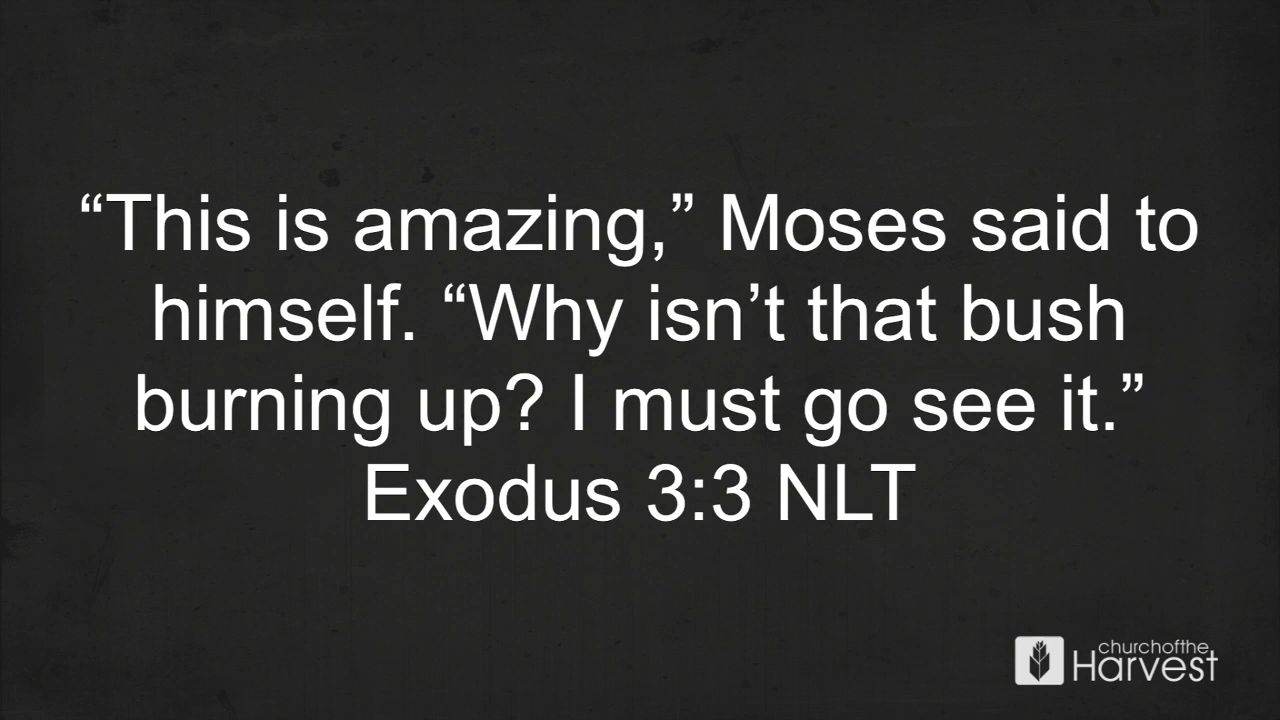 “This is amazing,” Moses said to
himself. “Why isn’t that bush
burning up? I must go see it.”
Exodus 3:3 NLT
churchofthe
Harvest